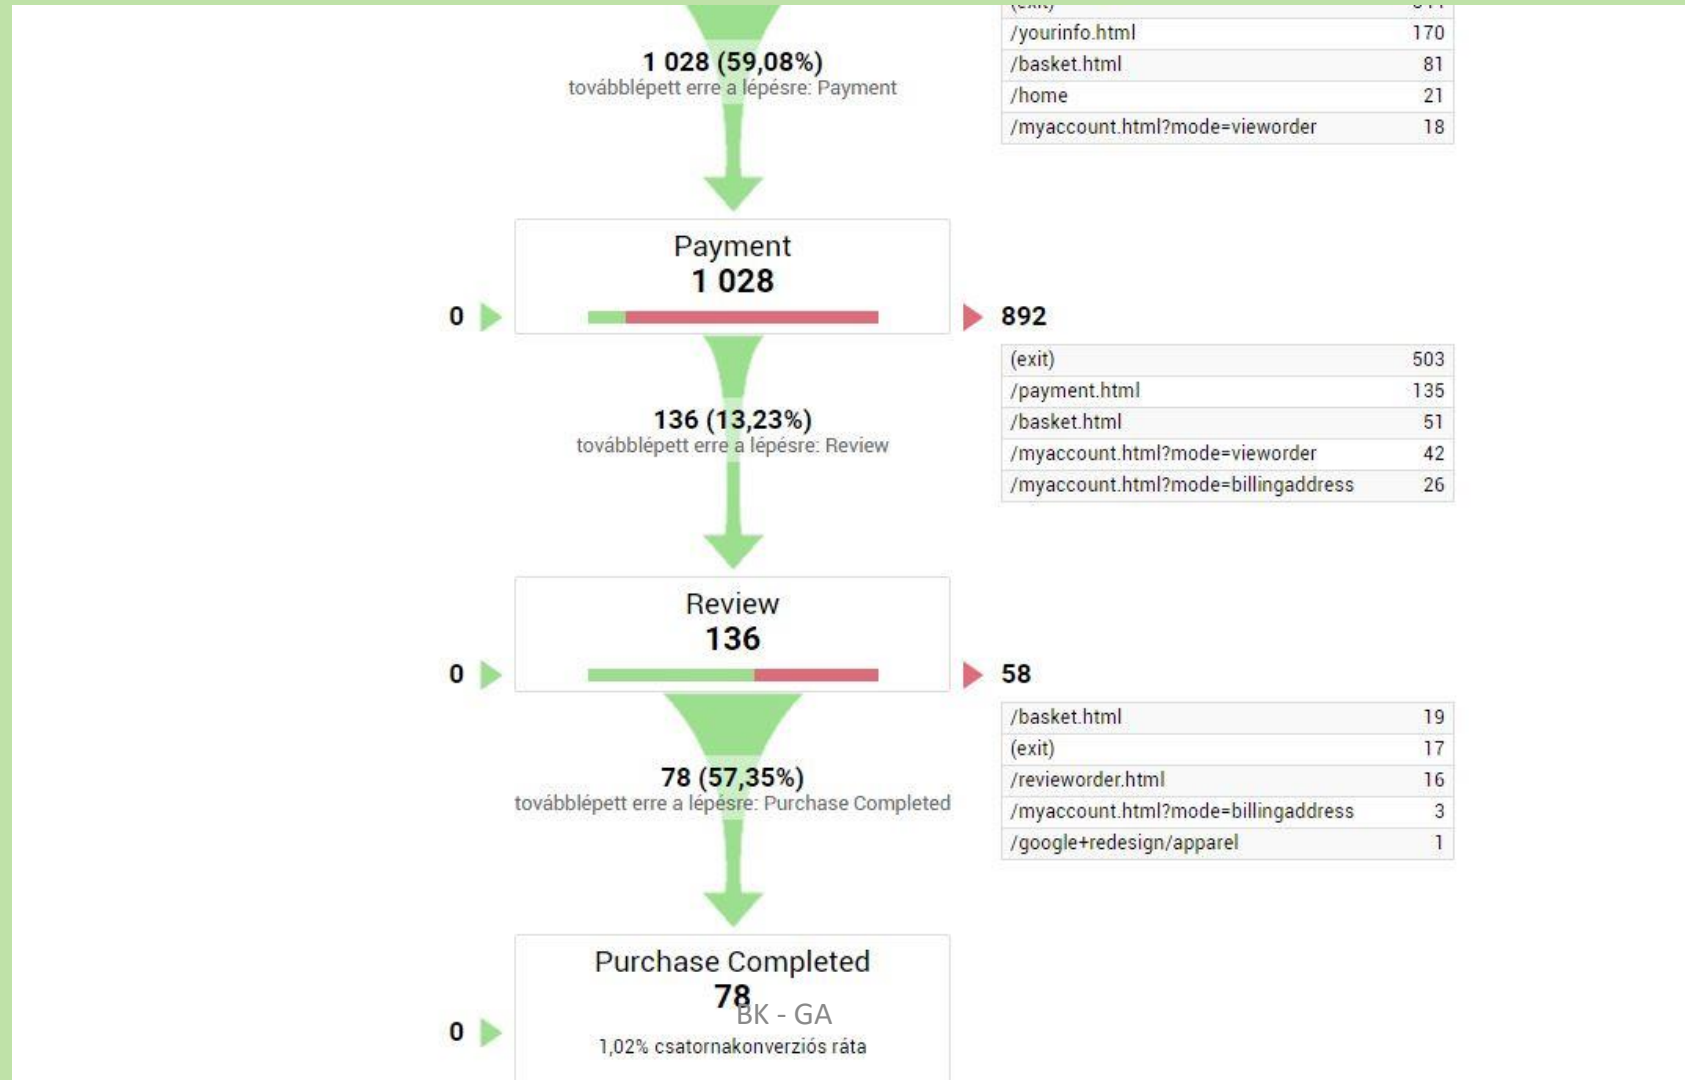 /yourinfo.html 170
1 028 (59,08%)
/basket.html 81
továbblépett erre a lépésre: Payment
/home 21
/myaccount.html?mode=vieworder 18
Payment
1 028
0
892
(exit) 503
/payment.html 135
136 (13,23%)
/basket.html 51
továbblépett erre a lépésre: Review
/myaccount.html?mode=vieworder 42
/myaccount.html?mode=billingaddress 26
Review
136
0
58
/basket.html 19
(exit) 17
78 (57,35%)
/revieworder.html 16
továbblépett erre a lépésre: Purchase Completed
/myaccount.html?mode=billingaddress 3
/google+redesign/apparel 1
Purchase Completed
78
BK - GA
0
1,02% csatornakonverziós ráta